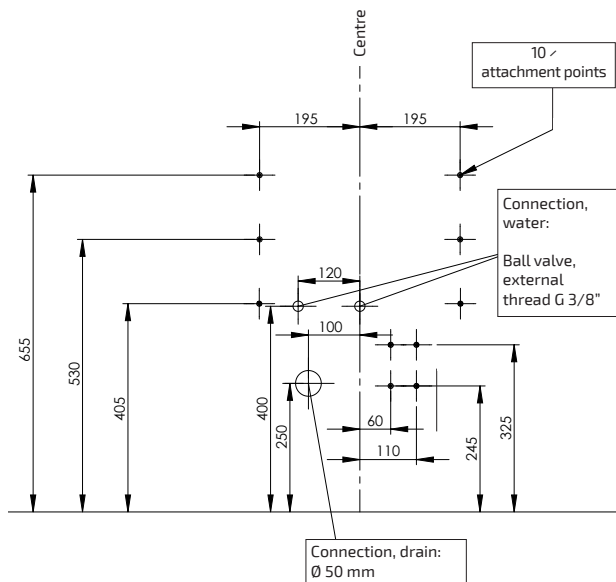 Centre
10 ⁄
attachment points
195
195
Connection,
water:
Ball valve,
external
thread G 3/8"
120
100
655
530
405
400
250
60
110
245
325
Connection, drain:
Ø 50 mm